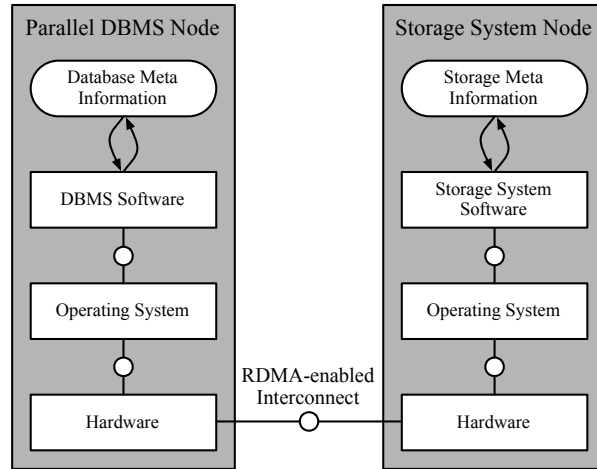 Parallel DBMS Node
Database Meta
Information
DBMS Software
Operating System
Hardware
RDMA-enabled
Interconnect
Storage System Node
Storage Meta
Information
Storage System
Software
Operating System
Hardware